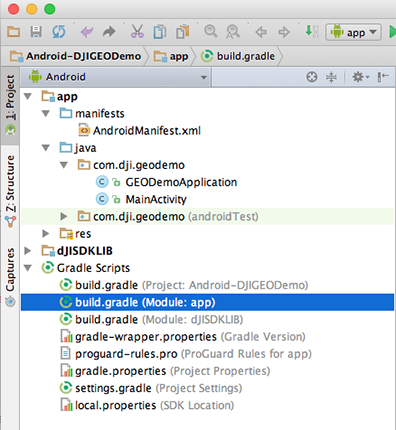 app
Android-DJIGEODemo app build.gradle
Android
1: Project
Z: Structure
Captures
app
manifests
AndroidManifest.xml
java
com.dji.geodemo
GEODemoApplication
MainActivity
com.dji.geodemo (androidTest)
res
dJISDKLIB
Gradle Scripts
build.gradle (Project: Android-DJIGEODemo)
build.gradle (Module: app)
build.gradle (Module: dJISDKLIB)
gradle-wrapper.properties (Gradle Version)
proguard-rules.pro (ProGuard Rules for app)
gradle.properties (Project Properties)
settings.gradle (Project Settings)
local.properties (SDK Location)